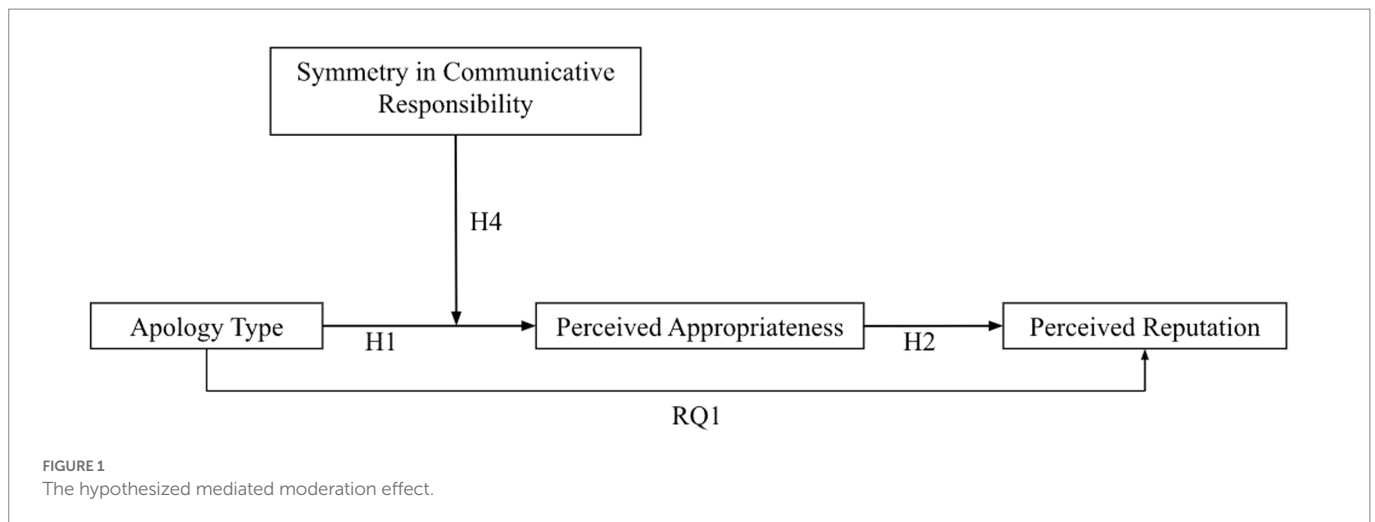 Symmetry in Communicative
Responsibility
H4
Apology Type
H1
Perceived Appropriateness
H2
Perceived Reputation
RQ1
FIGURE 1
The hypothesized mediated moderation effect.